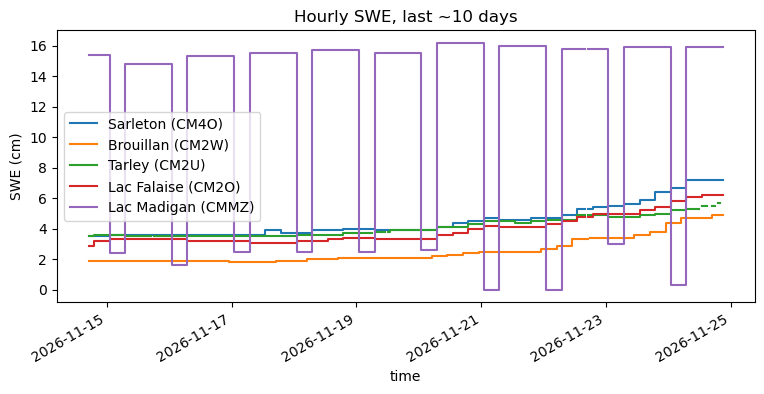 Hourly SWE, last ~10 days
SWE (cm)
16
14
12
10
8
6
4
2
0
Sarleton (CM4O)
Brouillan (CM2W)
Tarley (CM2U)
Lac Falaise (CM2O)
Lac Madigan (CMMZ)
2026-11-15
2026-11-17
2026-11-19
2026-11-21
2026-11-23
2026-11-25
time